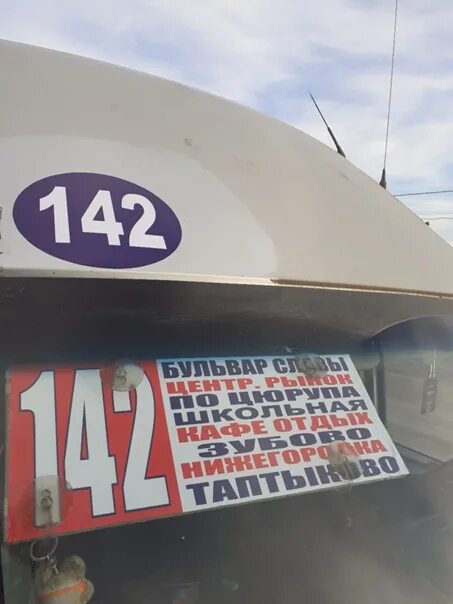 142
142
БУЛЬВАР СЛАВЫ
ЦЕНТР. РЫНОК
ПО ЦЮРУПА
ШКОЛЬНАЯ
КАФЕ ОТДЫХ
ЗУБОВО
НИЖЕГОРОДКА
ТАПТЫКОВО